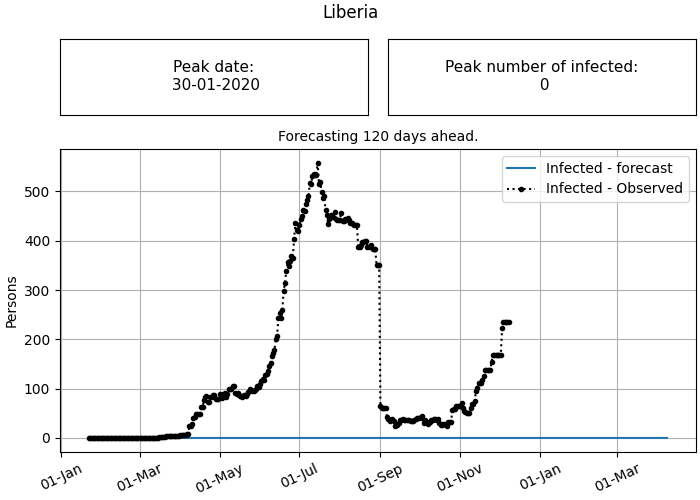 Liberia
Peak date:
30-01-2020
Peak number of infected:
0
Forecasting 120 days ahead.
Infected - forecast
Infected - Observed
Persons
500
400
300
200
100
0
01-Jan
01-Mar
01-May
01-Jul
01-Sep
01-Nov
01-Jan
01-Mar